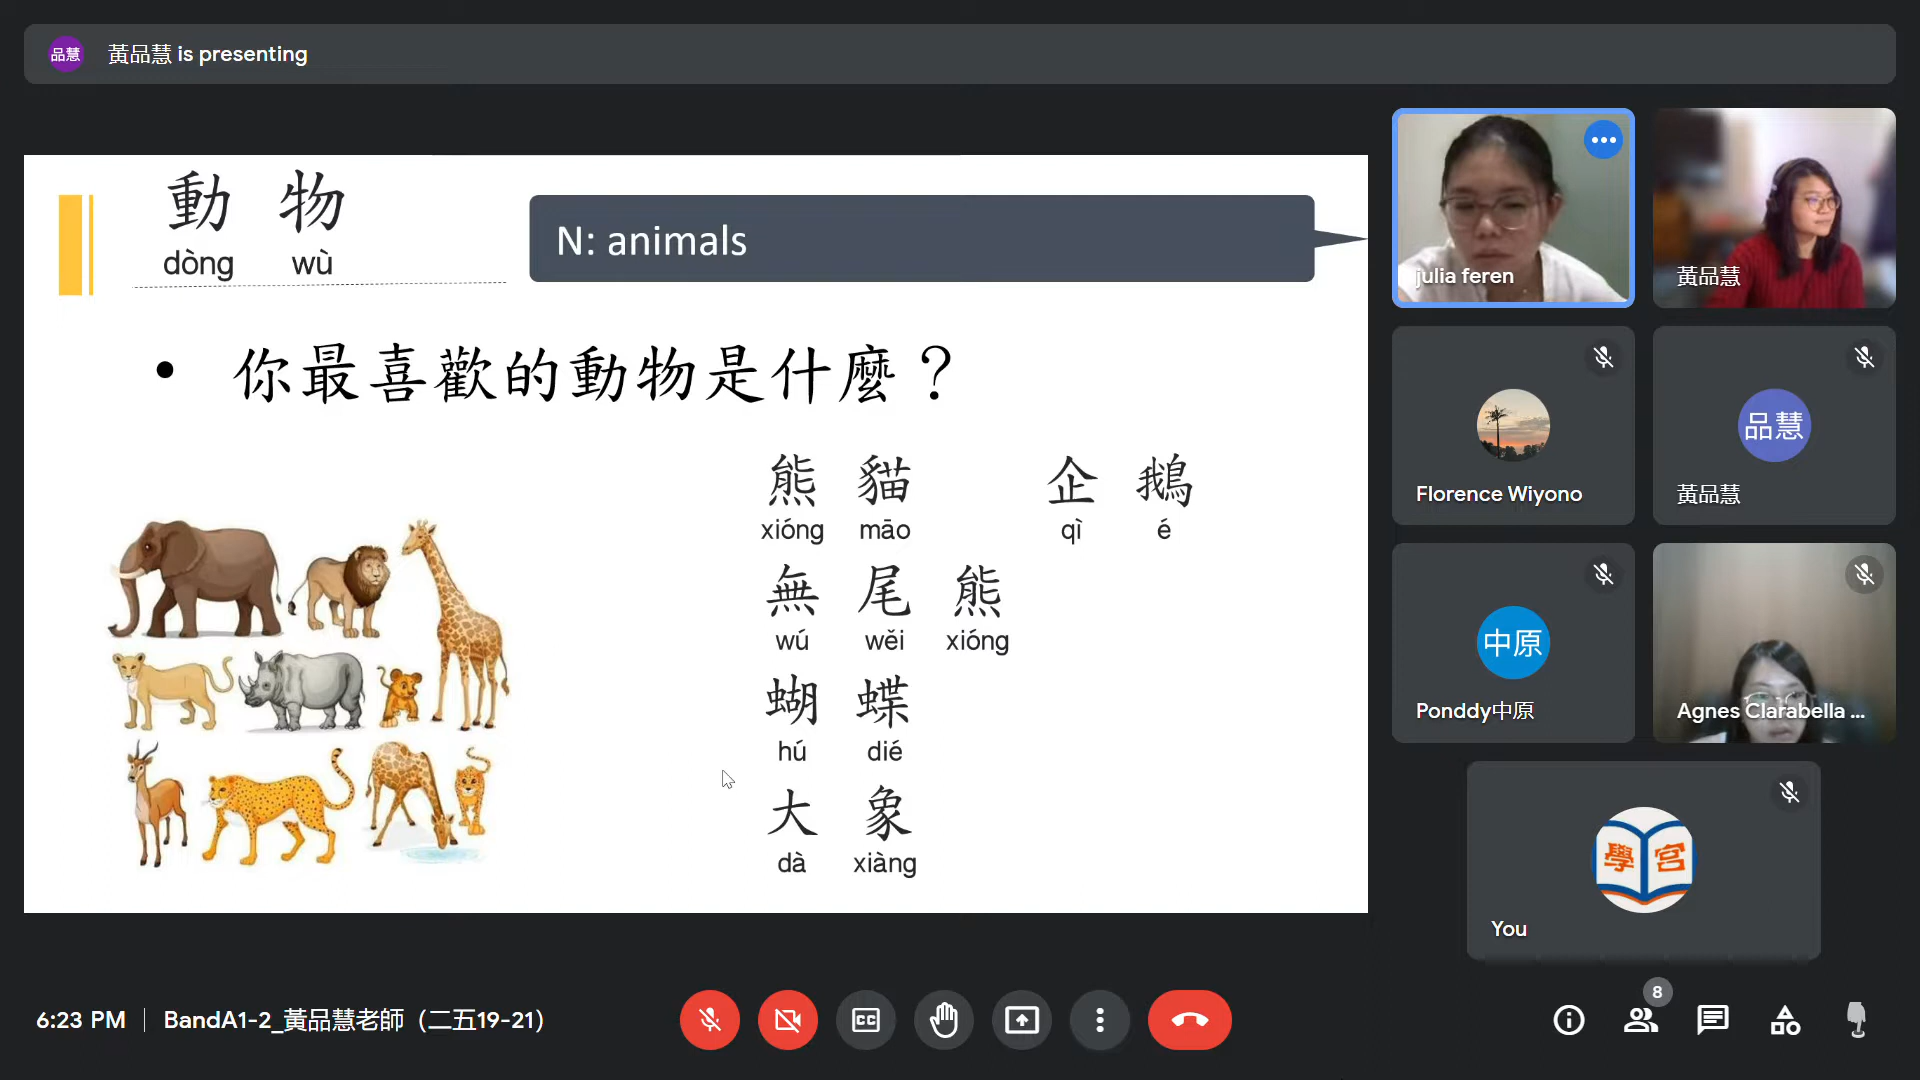 品慧 黃品慧 is presenting
動 物
dòng wù
N: animals
• 你最喜歡的動物是什麼？
熊 貓 企 鵝
xióng māo qì é
無 尾 熊
wú wěi xióng
蝴 蝶
hú dié
大 象
dà xiàng
julia feren
黃品慧
Florence Wiyono
品慧
黃品慧
中原
Ponddy中原
Agnes Clarabella ...
學 宮
You
6:23 PM | BandA1-2_黃品慧老師（二五19-21）
CC
8